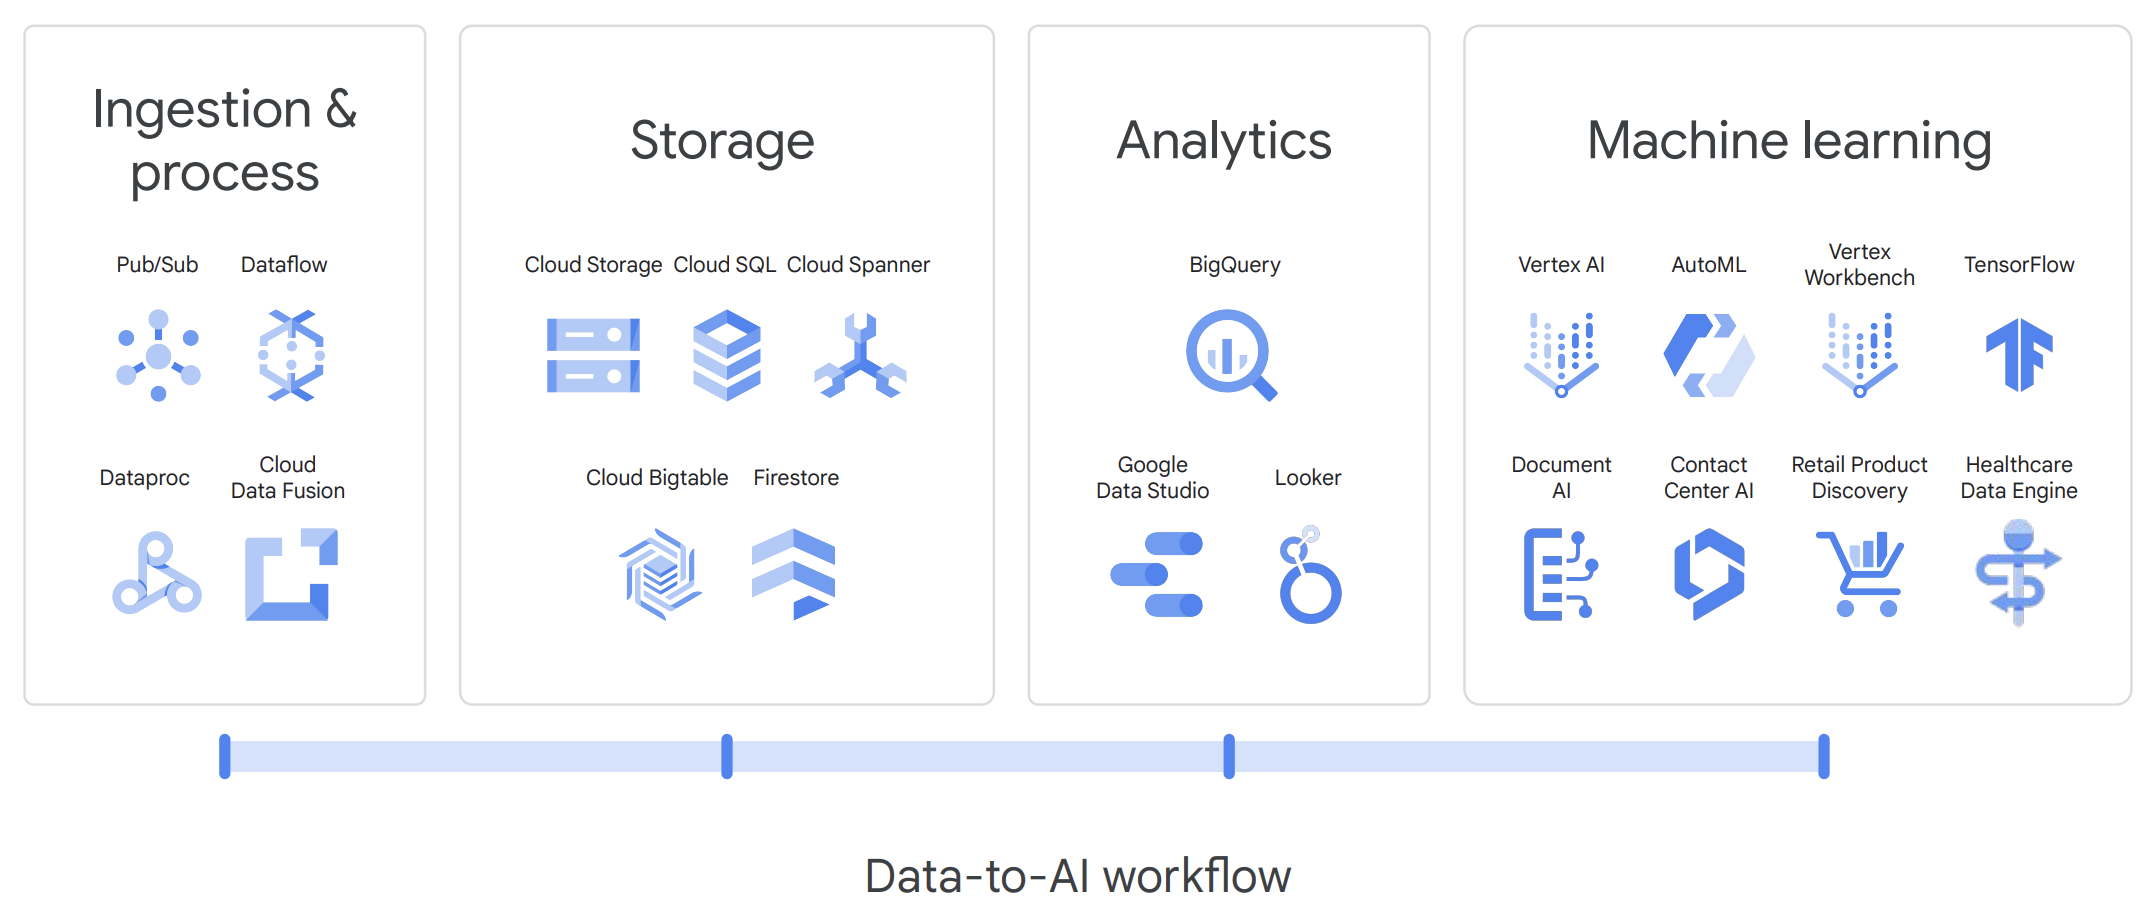 Ingestion &
process
Pub/Sub Dataflow
Dataproc
Cloud
Data Fusion
Storage
Cloud Storage Cloud SQL Cloud Spanner
Cloud Bigtable Firestore
Analytics
BigQuery
Google
Data Studio
Looker
Machine learning
Vertex AI
AutoML
Vertex
Workbench
TensorFlow
Document
AI
Contact
Center AI
Retail Product
Discovery
Healthcare
Data Engine
Data-to-AI workflow